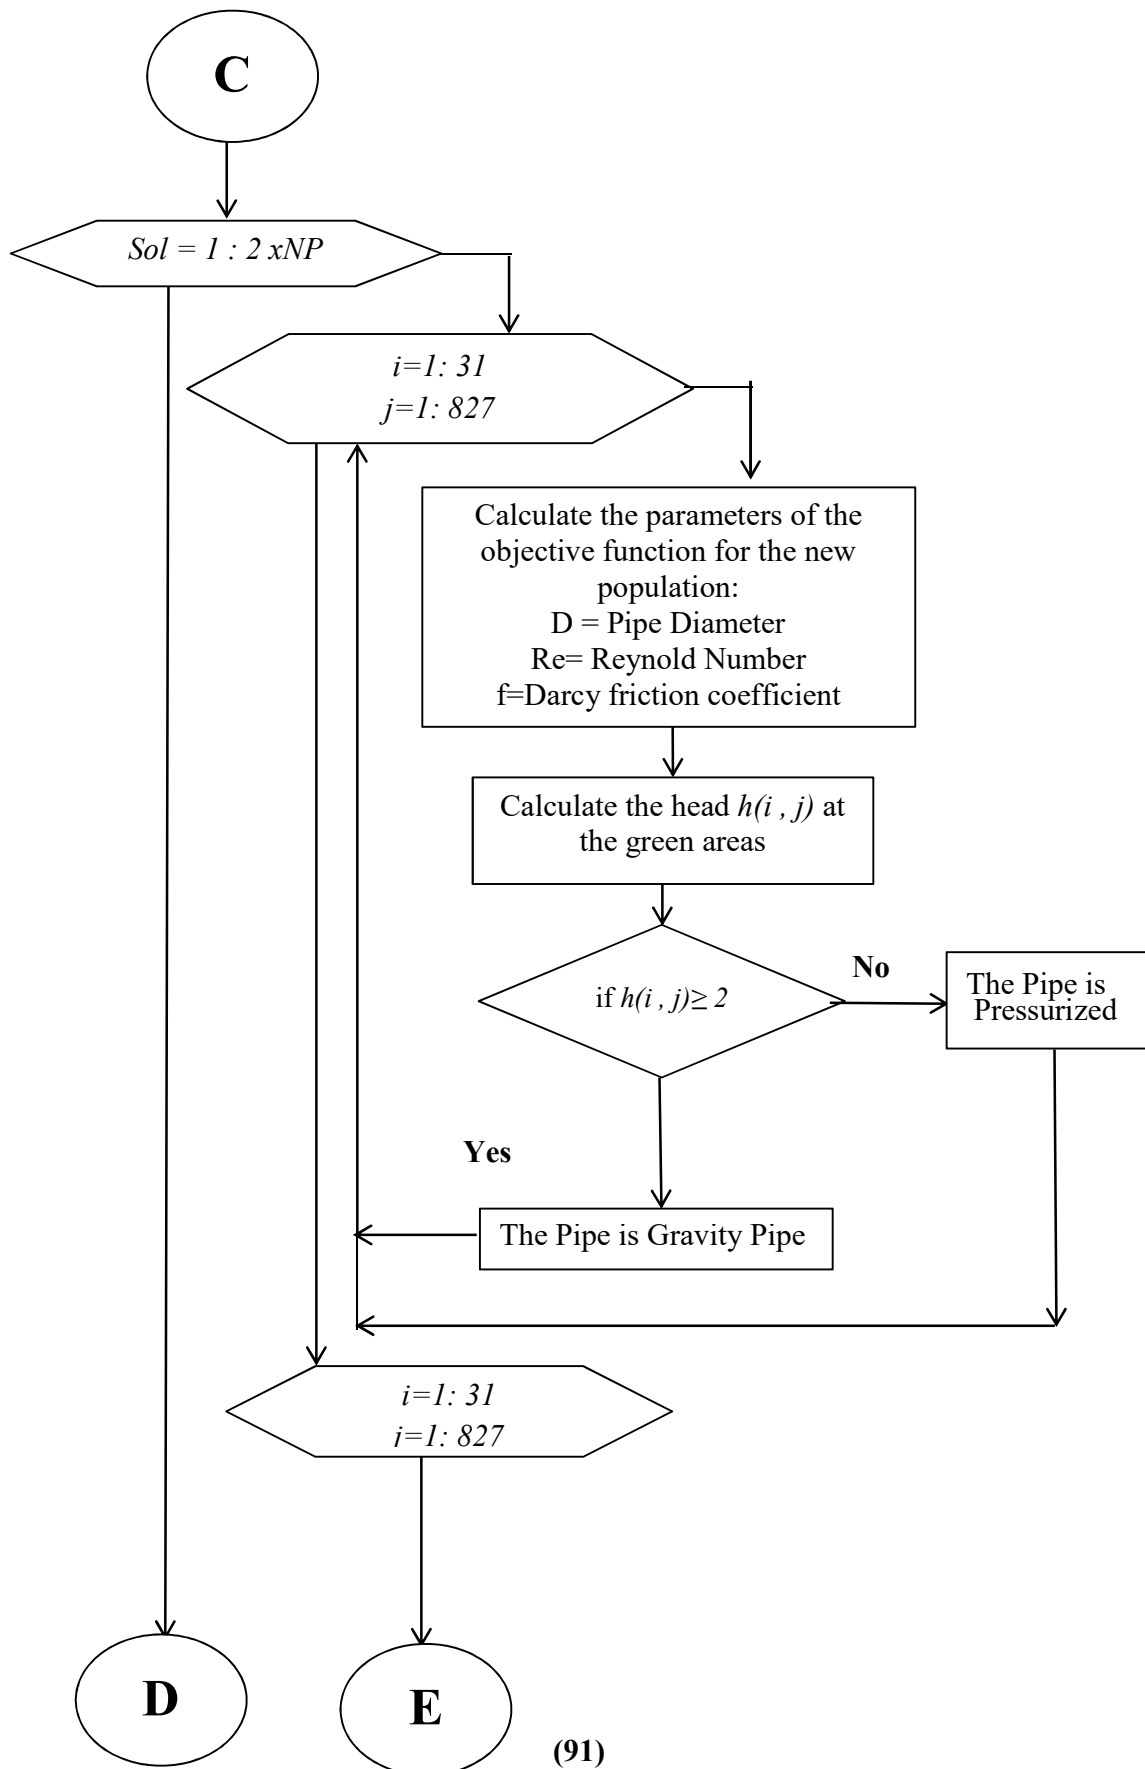 C
Sol = 1 : 2 xNP
i=1: 31
j=1: 827
Calculate the parameters of the
objective function for the new
population:
D = Pipe Diameter
Re= Reynold Number
f=Darcy friction coefficient
Calculate the head h(i , j) at
the green areas
if h(i , j)≥ 2
No
The Pipe is
Pressurized
Yes
The Pipe is Gravity Pipe
i=1: 31
j=1: 827
D
E
(91)